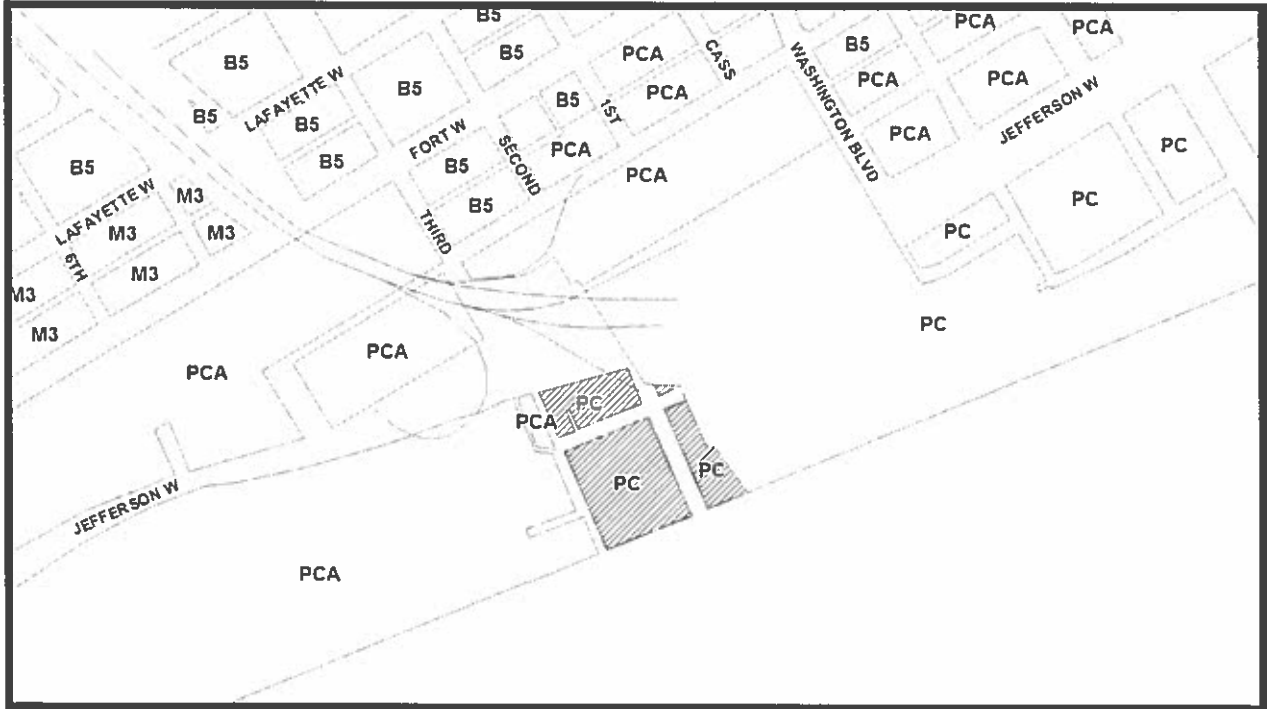 B5
PCA
PCA
B5
B5
PCA
CASS
WASHINGTON BLVD
B5
PCA
PCA
B5
LAFAYETTE W
B5
B5
1ST
PCA
JEFFERSON W
B5
B5
FORT W
SECOND
PCA
PCA
PC
B5
B5
B5
PCA
PC
LAFAYETTE W
M3
B5
THIRD
PC
M3
M3
6TH
M3
M3
M3
PC
PCA
PCA
PC
PCA
PC
PC
JEFFERSON W
PCA